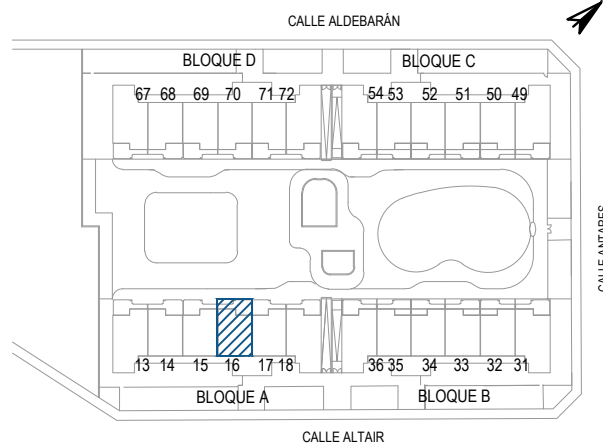 CALLE ALDEBARÁN
BLOQUE D
BLOQUE C
67 68 69 70 71 72
54 53 52 51 50 49
CALLE ANTARES
13 14 15 16 17 18
36 35 34 33 32 31
BLOQUE A
BLOQUE B
CALLE ALTAIR